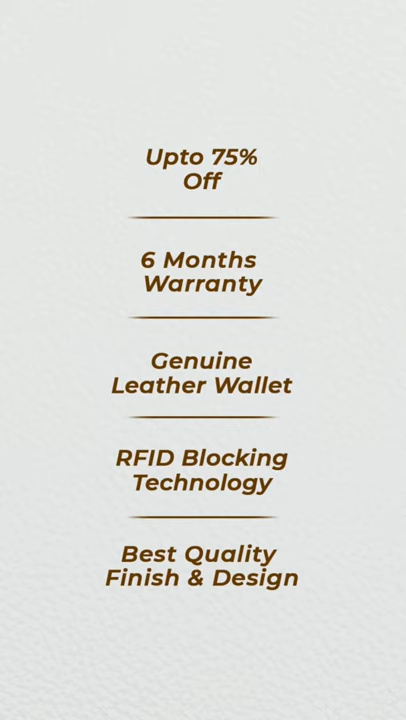 Upto 75%
Off
6 Months
Warranty
Genuine
Leather Wallet
RFID Blocking
Technology
Best Quality
Finish & Design